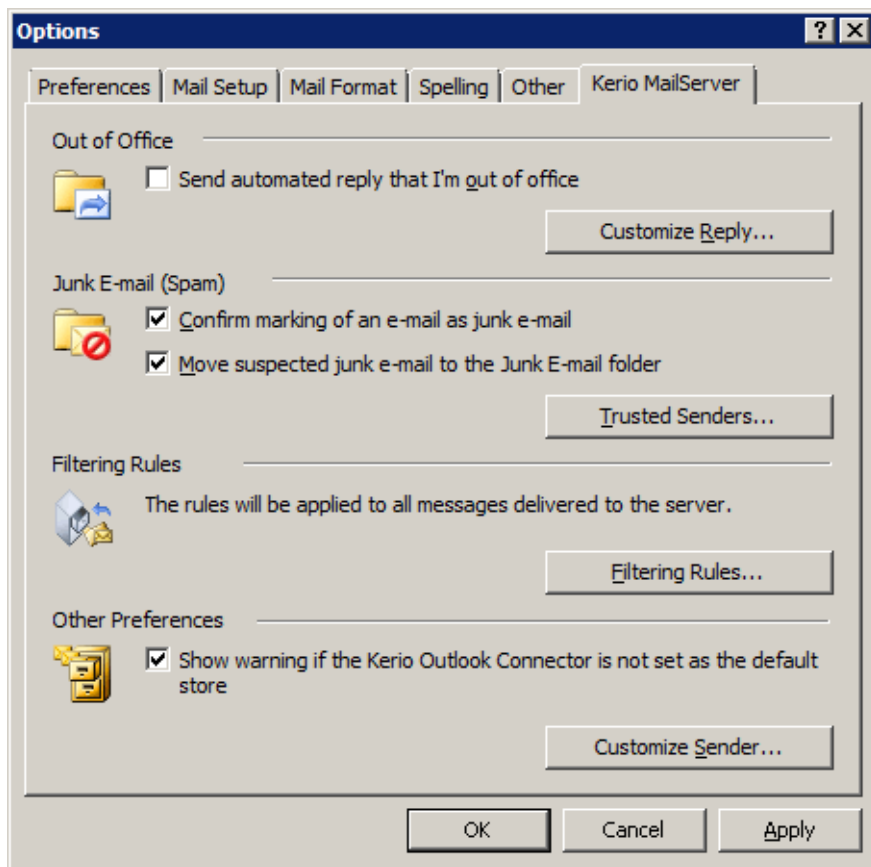 Options
Preferences Mail Setup Mail Format Spelling Other Kerio MailServer
Out of Office
Send automated reply that I'm out of office
Customize Reply...
Junk E-mail (Spam)
Confirm marking of an e-mail as junk e-mail
Move suspected junk e-mail to the Junk E-mail folder
Trusted Senders...
Filtering Rules
The rules will be applied to all messages delivered to the server.
Filtering Rules...
Other Preferences
Show warning if the Kerio Outlook Connector is not set as the default
store
Customize Sender...
OK Cancel Apply